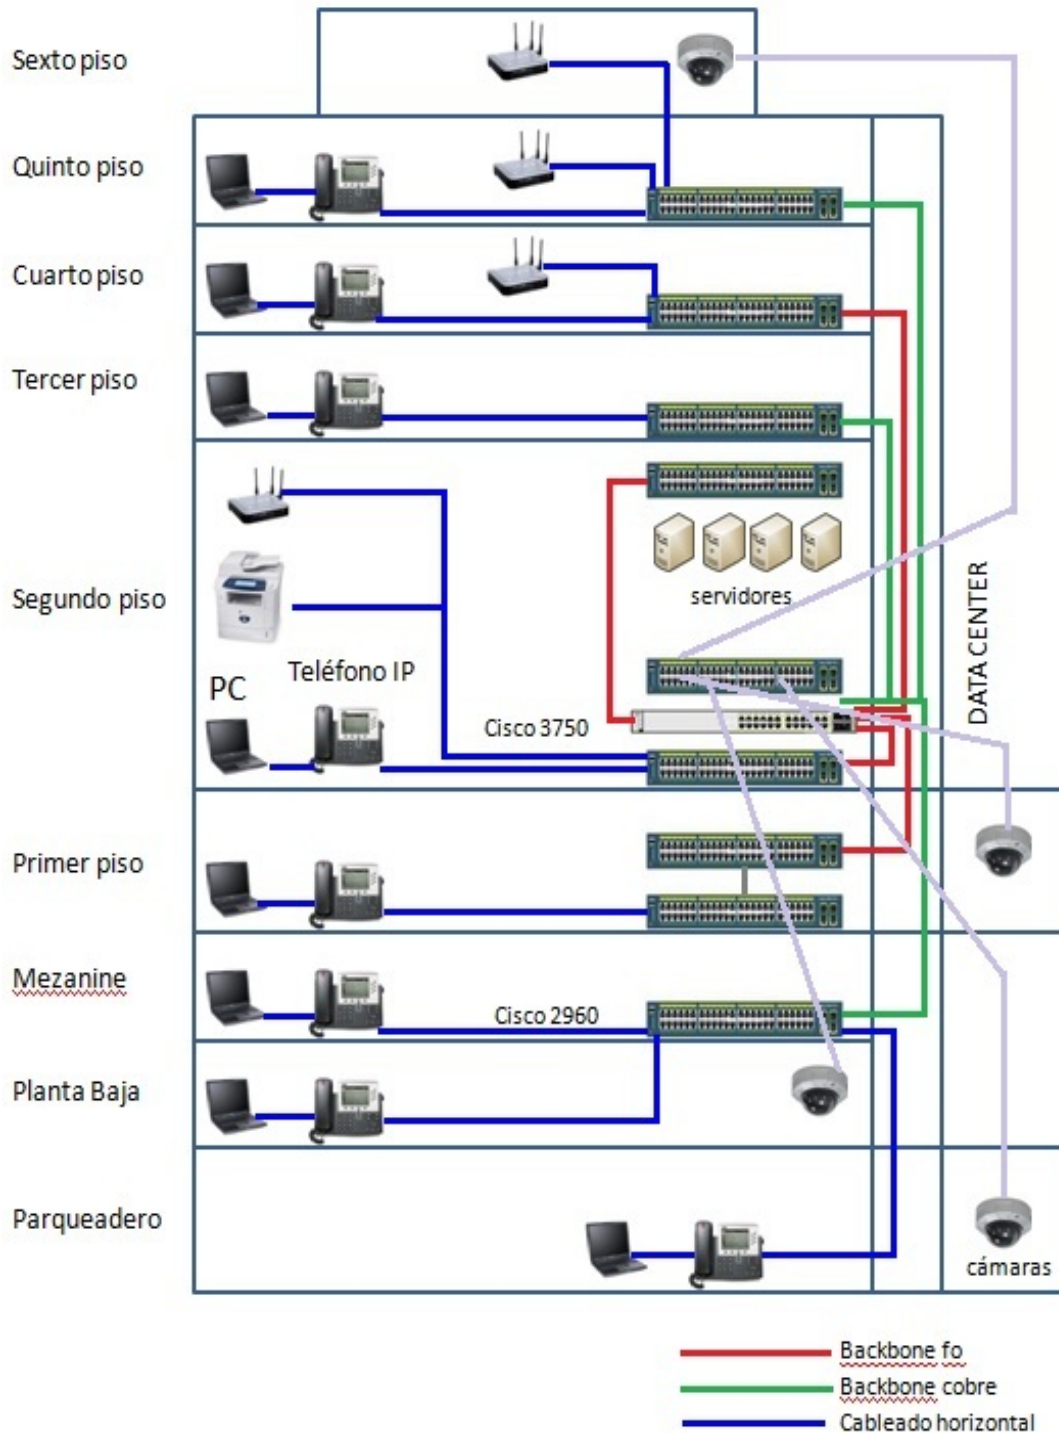 Sexto piso
Quinto piso
Cuarto piso
Tercer piso
servidores
Segundo piso
Teléfono IP
PC
Cisco 3750
DATA CENTER
Primer piso
Mezanine
Cisco 2960
Planta Baja
Parqueadero
cámaras
Backbone fo
Backbone cobre
Cableado horizontal